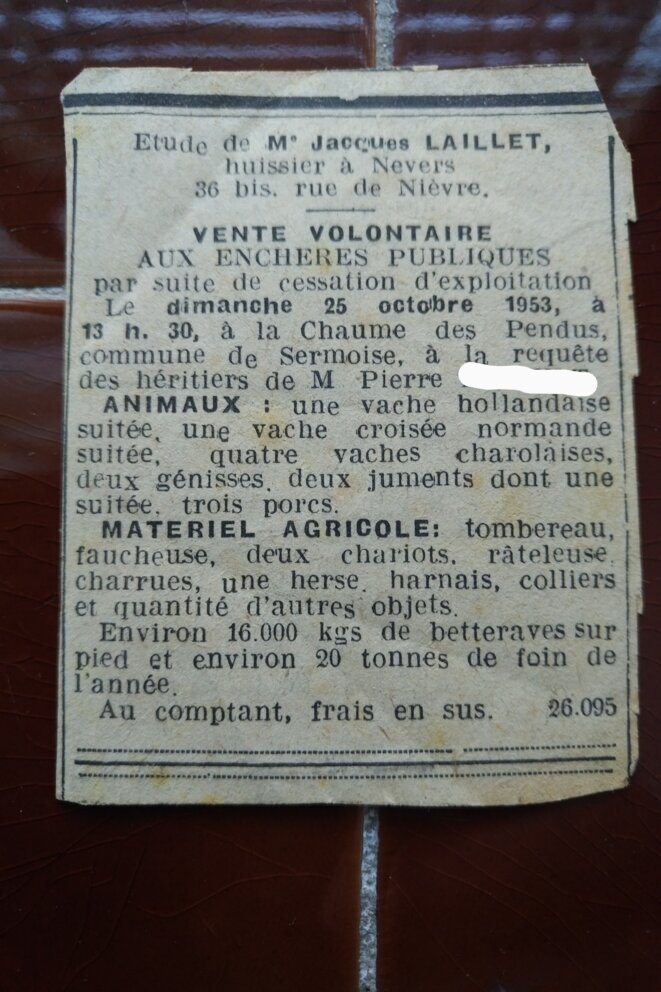 Etude de Mᵉ Jacques LAILLET,
huissier à Nevers
36 bis. rue de Nièvre.
VENTE VOLONTAIRE
AUX ENCHERES PUBLIQUES
par suite de cessation d'exploitation
Le dimanche 25 octobre 1953, à
13 h. 30, à la Chaume des Pendus,
commune de Sermoise, à la requête
des héritiers de M Pierre
ANIMAUX : une vache hollandaise
suitée, une vache croisée normande
suitée, quatre vaches charolaises,
deux génisses, deux juments dont une
suitée, trois porcs.
MATERIEL AGRICOLE: tombereau,
faucheuse, deux chariots, râteleuse,
charrues, une herse, harnais, colliers
et quantité d'autres objets.
Environ 16.000 kgs de betteraves sur
pied et environ 20 tonnes de foin de
l'année.
Au comptant, frais en sus. 26.095